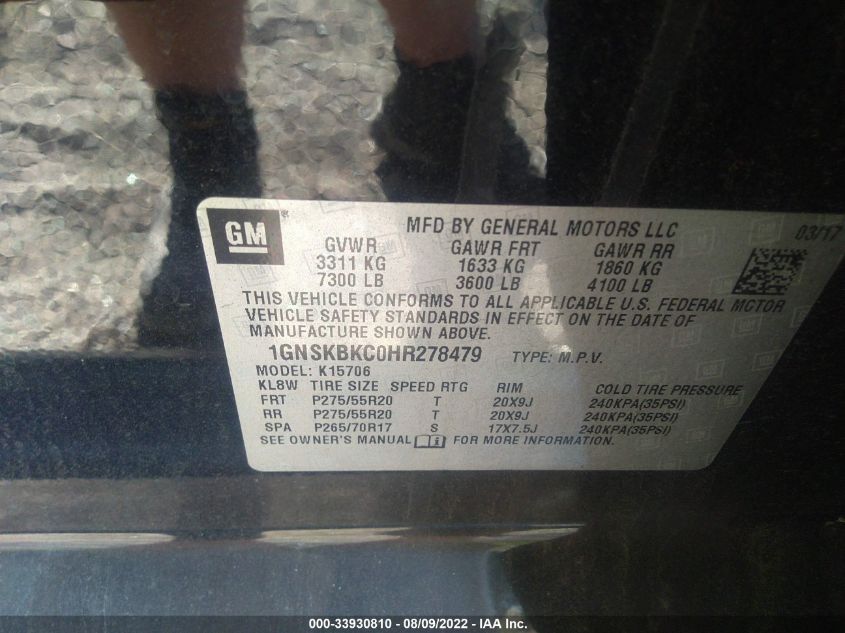 GM ®
MFD BY GENERAL MOTORS LLC 03/17
GVWR GAWR FRT GAWR RR
3311 KG 1633 KG 1860 KG
7300 LB 3600 LB 4100 LB
THIS VEHICLE CONFORMS TO ALL APPLICABLE U.S. FEDERAL MOTOR
VEHICLE SAFETY STANDARDS IN EFFECT ON THE DATE OF
MANUFACTURE SHOWN ABOVE.
1GNSKBKC0HR278479 TYPE: M.P.V.
MODEL: K15706
KL8W TIRE SIZE SPEED RTG RIM COLD TIRE PRESSURE
FRT P275/55R20 T 20X9J 240KPA(35PSI)
RR P275/55R20 T 20X9J 240KPA(35PSI)
SPA P265/70R17 S 17X7.5J 240KPA(35PSI)
SEE OWNER'S MANUAL i FOR MORE INFORMATION.
000-33930810 - 08/09/2022 - IAA Inc.